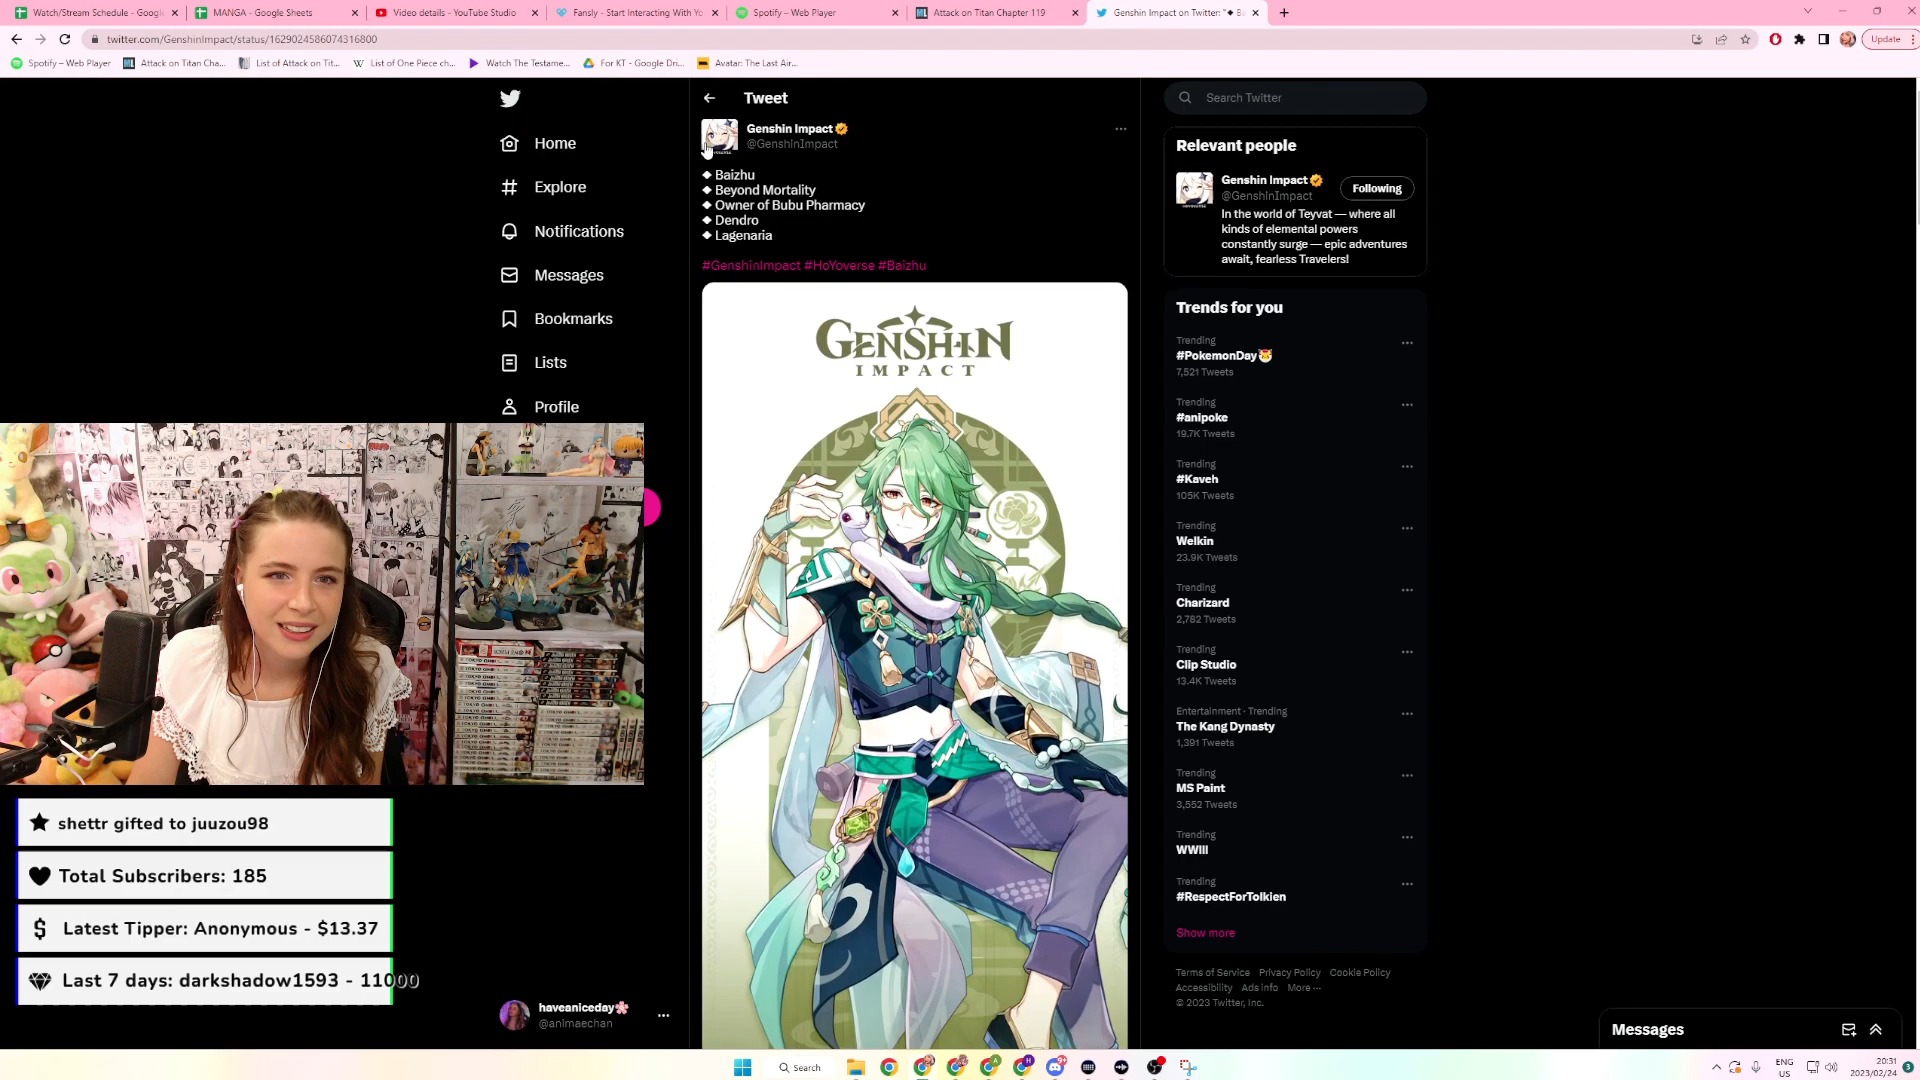 Watch/Stream Schedule - Google
MANGA - Google Sheets
Video details - YouTube Studio
Fansly - Start Interacting With Yo
Spotify – Web Player
Attack on Titan Chapter 119
Genshin Impact on Twitter: "◆ Ba
twitter.com/GenshinImpact/status/1629024586074316800
Update
Spotify – Web Player
Attack on Titan Cha...
List of Attack on Tit...
List of One Piece ch...
Watch The Testame...
For KT - Google Dri...
Avatar: The Last Air...
Home
Explore
Notifications
Messages
Bookmarks
Lists
Profile
Tweet
Genshin Impact
@GenshinImpact
◆ Baizhu
◆ Beyond Mortality
◆ Owner of Bubu Pharmacy
◆ Dendro
◆ Lagenaria
#GenshinImpact #HoYoverse #Baizhu
GENSHIN
IMPACT
Search Twitter
Relevant people
Genshin Impact
@GenshinImpact
Following
In the world of Teyvat — where all
kinds of elemental powers
constantly surge — epic adventures
await, fearless Travelers!
Trends for you
Trending
#PokemonDay
7,521 Tweets
Trending
#anipoke
19.7K Tweets
Trending
#Kaveh
105K Tweets
Trending
Welkin
23.9K Tweets
Trending
Charizard
2,782 Tweets
Trending
Clip Studio
13.4K Tweets
Entertainment · Trending
The Kang Dynasty
1,391 Tweets
Trending
MS Paint
3,552 Tweets
Trending
WWIII
Trending
#RespectForTolkien
Show more
Terms of Service Privacy Policy Cookie Policy
Accessibility Ads info More ···
© 2023 Twitter, Inc.
shettr gifted to juuzou98
Total Subscribers: 185
Latest Tipper: Anonymous - $13.37
Last 7 days: darkshadow1593 - 11000
haveaniceday
@animaechan
Messages
Search
ENG
US
20:31
2023/02/24
3